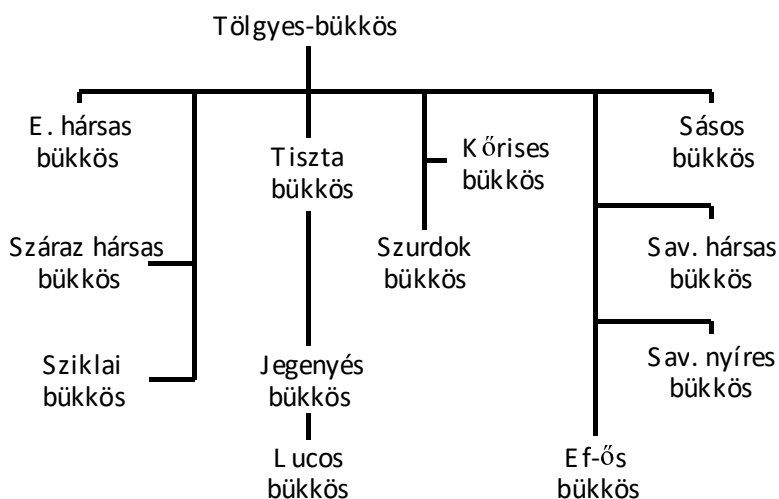 Tölgyes-bükkös
E. hársas
bükkös
Tiszta
bükkös
Kőrises
bükkös
Sásos
bükkös
Száraz hársas
bükkös
Szurdok
bükkös
Sav. hársas
bükkös
Sziklai
bükkös
Jegenyés
bükkös
Sav. nyíres
bükkös
Lucos
bükkös
Ef-ős
bükkös